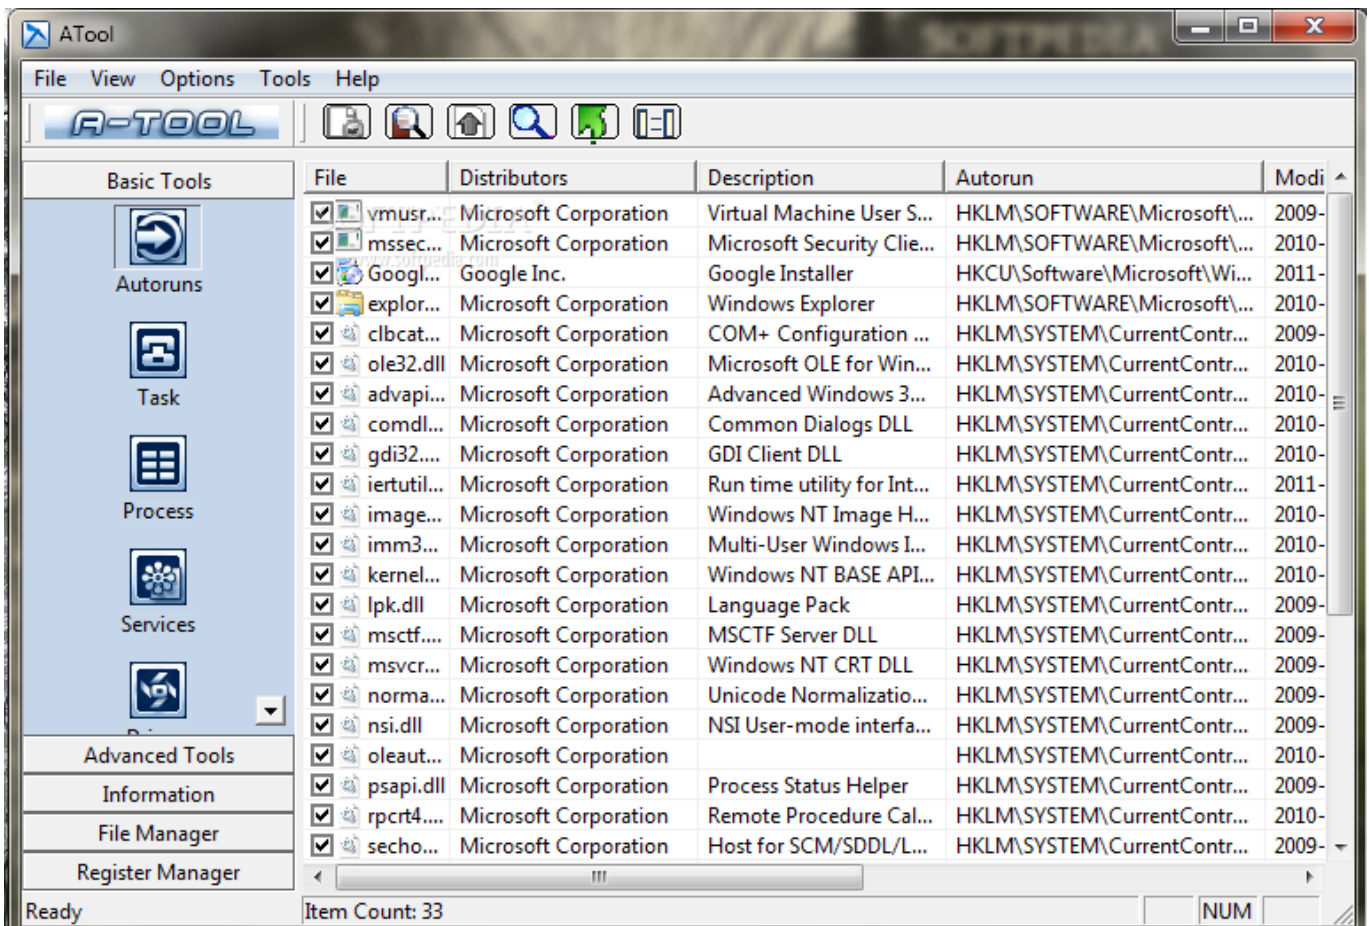 ATool
SOFTPEDIA
File View Options Tools Help
A-TOOL
Basic Tools
File Distributors Description Autorun Modi
vmusr... Microsoft Corporation Virtual Machine User S... HKLM\SOFTWARE\Microsoft\... 2009-
mssec... Microsoft Corporation Microsoft Security Clie... HKLM\SOFTWARE\Microsoft\... 2010-
www.softpedia.com
Googl... Google Inc. Google Installer HKCU\Software\Microsoft\Wi... 2011-
Autoruns
explor... Microsoft Corporation Windows Explorer HKLM\SOFTWARE\Microsoft\... 2010-
clbcat... Microsoft Corporation COM+ Configuration ... HKLM\SYSTEM\CurrentContr... 2009-
ole32.dll Microsoft Corporation Microsoft OLE for Win... HKLM\SYSTEM\CurrentContr... 2010-
Task
advapi... Microsoft Corporation Advanced Windows 3... HKLM\SYSTEM\CurrentContr... 2010-
comdl... Microsoft Corporation Common Dialogs DLL HKLM\SYSTEM\CurrentContr... 2010-
gdi32.... Microsoft Corporation GDI Client DLL HKLM\SYSTEM\CurrentContr... 2010-
iertutil... Microsoft Corporation Run time utility for Int... HKLM\SYSTEM\CurrentContr... 2011-
Process
image... Microsoft Corporation Windows NT Image H... HKLM\SYSTEM\CurrentContr... 2010-
imm3... Microsoft Corporation Multi-User Windows I... HKLM\SYSTEM\CurrentContr... 2010-
kernel... Microsoft Corporation Windows NT BASE API... HKLM\SYSTEM\CurrentContr... 2010-
lpk.dll Microsoft Corporation Language Pack HKLM\SYSTEM\CurrentContr... 2009-
Services
msctf.... Microsoft Corporation MSCTF Server DLL HKLM\SYSTEM\CurrentContr... 2009-
msvcr... Microsoft Corporation Windows NT CRT DLL HKLM\SYSTEM\CurrentContr... 2009-
norma... Microsoft Corporation Unicode Normalizatio... HKLM\SYSTEM\CurrentContr... 2009-
nsi.dll Microsoft Corporation NSI User-mode interfa... HKLM\SYSTEM\CurrentContr... 2009-
Advanced Tools
oleaut... Microsoft Corporation HKLM\SYSTEM\CurrentContr... 2010-
psapi.dll Microsoft Corporation Process Status Helper HKLM\SYSTEM\CurrentContr... 2009-
Information
rpcrt4.... Microsoft Corporation Remote Procedure Cal... HKLM\SYSTEM\CurrentContr... 2010-
File Manager
secho... Microsoft Corporation Host for SCM/SDDL/L... HKLM\SYSTEM\CurrentContr... 2009-
Register Manager
Ready Item Count: 33 NUM